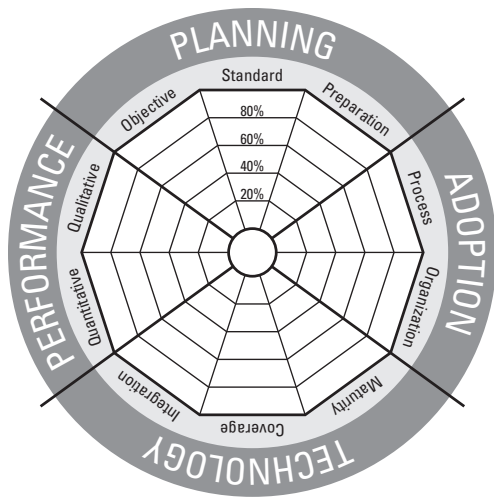 PLANNING
Standard
Objective
Preparation
80%
60%
40%
20%
PERFORMANCE
Qualitative
Quantitative
ADOPTION
Process
Organization
Integration
Coverage
Maturity
TECHNOLOGY